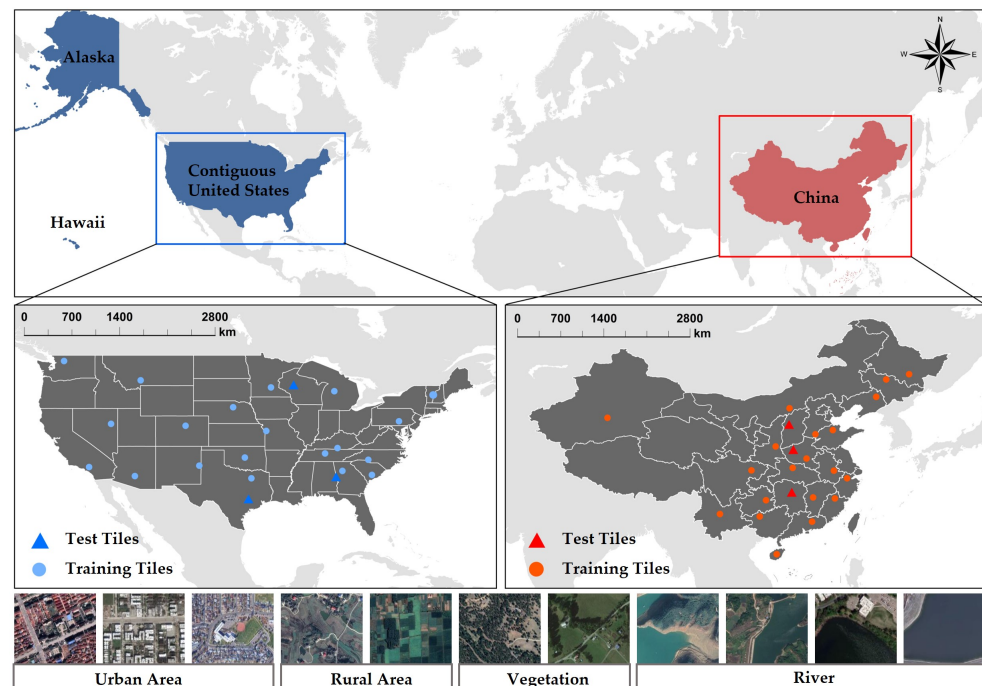 N
W
E
S
Alaska
Contiguous
United States
China
Hawaii
0 700 1400 2800
km
0 700 1400 2800
km
Test Tiles
Training Tiles
Test Tiles
Training Tiles
Urban Area
Rural Area
Vegetation
River